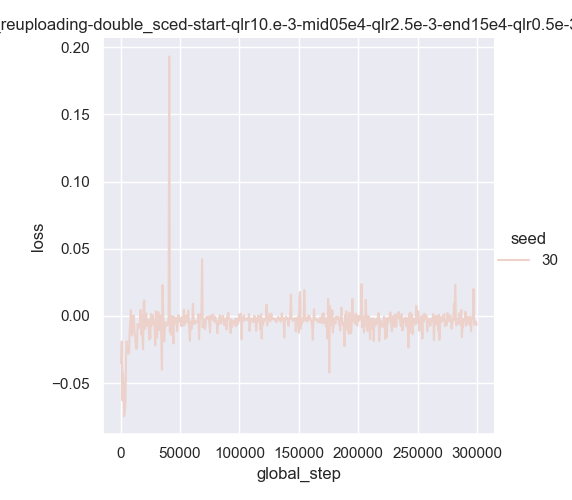 _reuploading-double_sced-start-qlr10.e-3-mid05e4-qlr2.5e-3-end15e4-qlr0.5e-3
0.20
0.15
0.10
0.05
0.00
−0.05
loss
0 50000 100000 150000 200000 250000 300000
global_step
seed
30